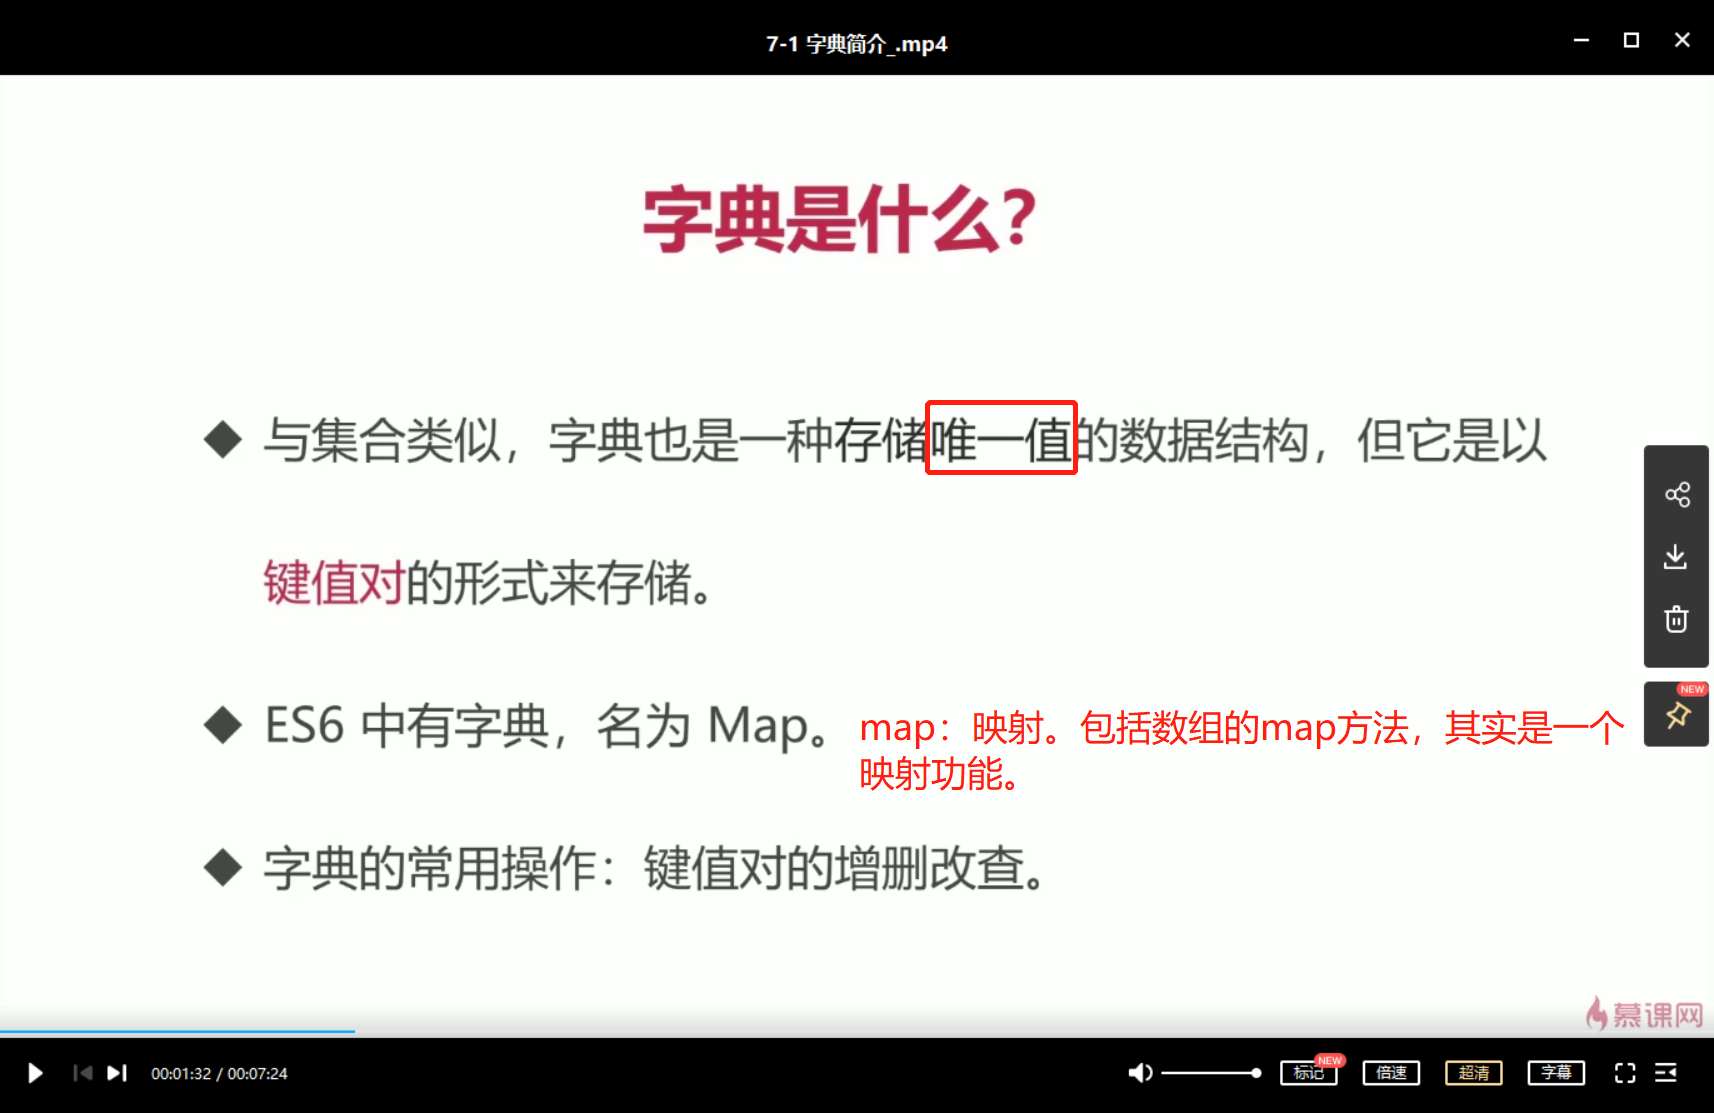 7-1 字典简介_.mp4
字典是什么？
与集合类似，字典也是一种存储唯一值的数据结构，但它是以
键值对的形式来存储。
ES6 中有字典，名为 Map。
map：映射。包括数组的map方法，其实是一个
映射功能。
字典的常用操作：键值对的增删改查。
NEW
慕课网
00:01:32 / 00:07:24
标记
NEW
倍速
超清
字幕